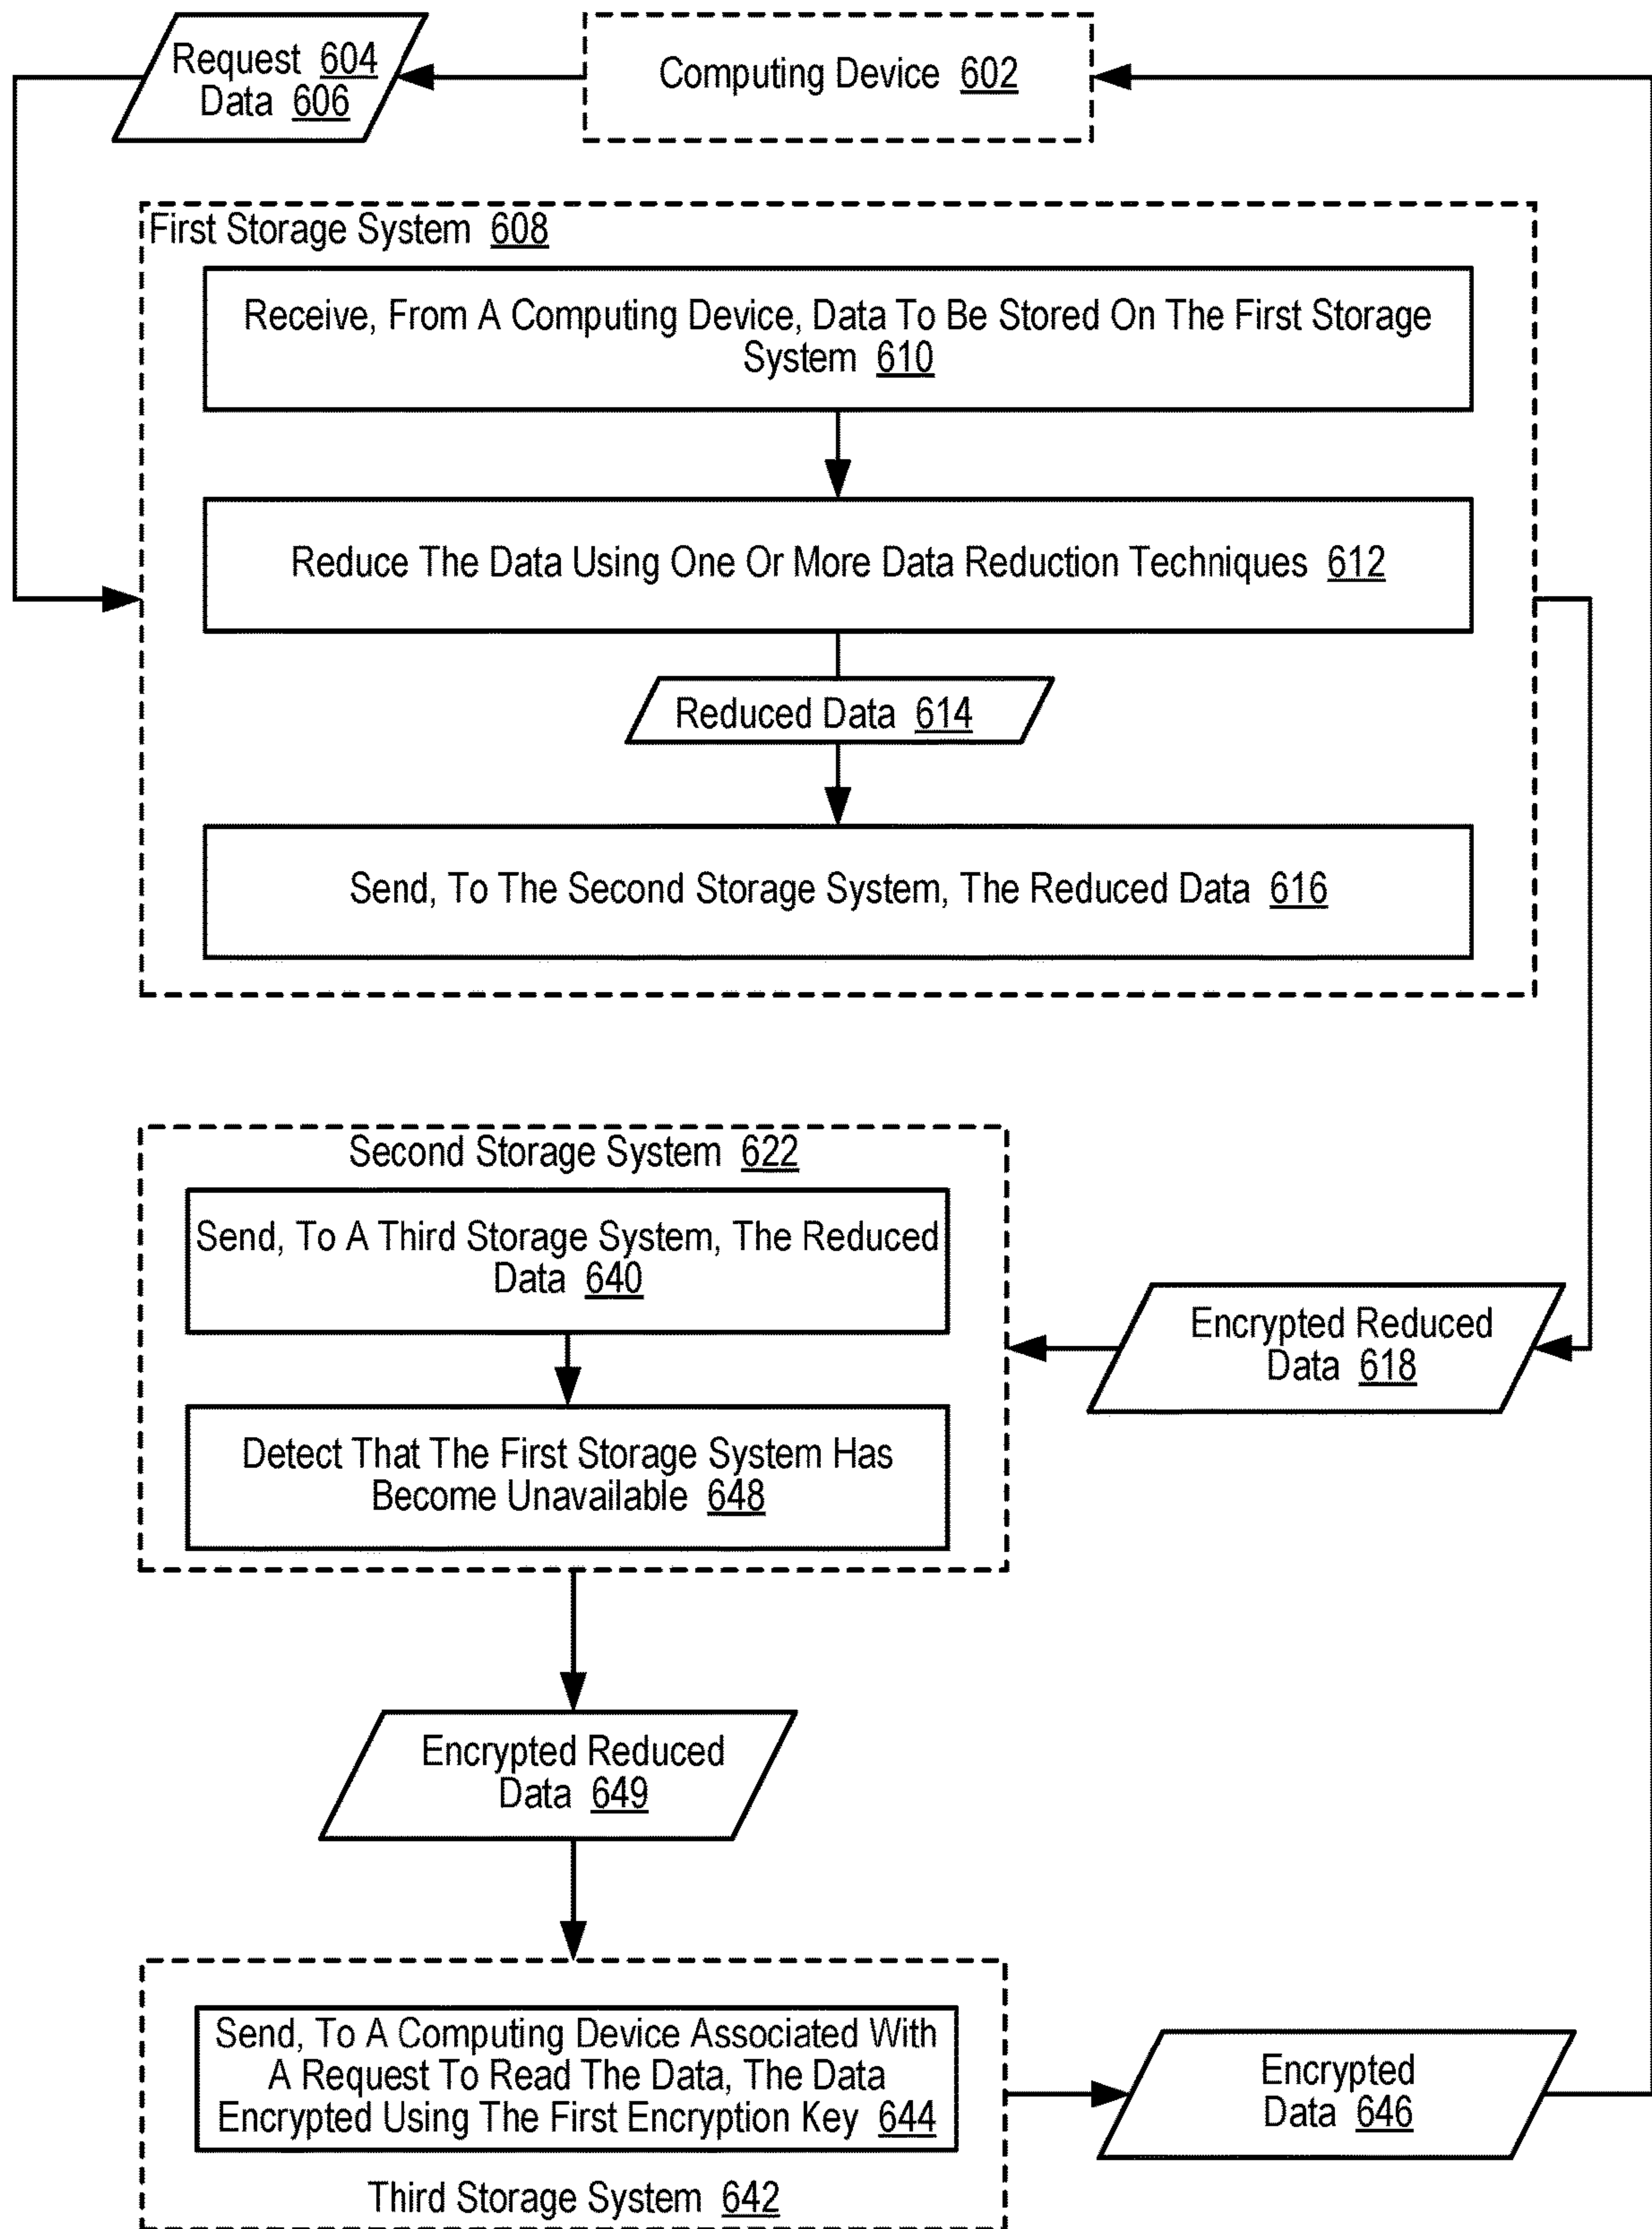 Request 604
Data 606
Computing Device 602
First Storage System 608
Receive, From A Computing Device, Data To Be Stored On The First Storage
System 610
Reduce The Data Using One Or More Data Reduction Techniques 612
Reduced Data 614
Send, To The Second Storage System, The Reduced Data 616
Second Storage System 622
Send, To A Third Storage System, The Reduced
Data 640
Encrypted Reduced
Data 618
Detect That The First Storage System Has
Become Unavailable 648
Encrypted Reduced
Data 649
Send, To A Computing Device Associated With
A Request To Read The Data, The Data
Encrypted Using The First Encryption Key 644
Encrypted
Data 646
Third Storage System 642